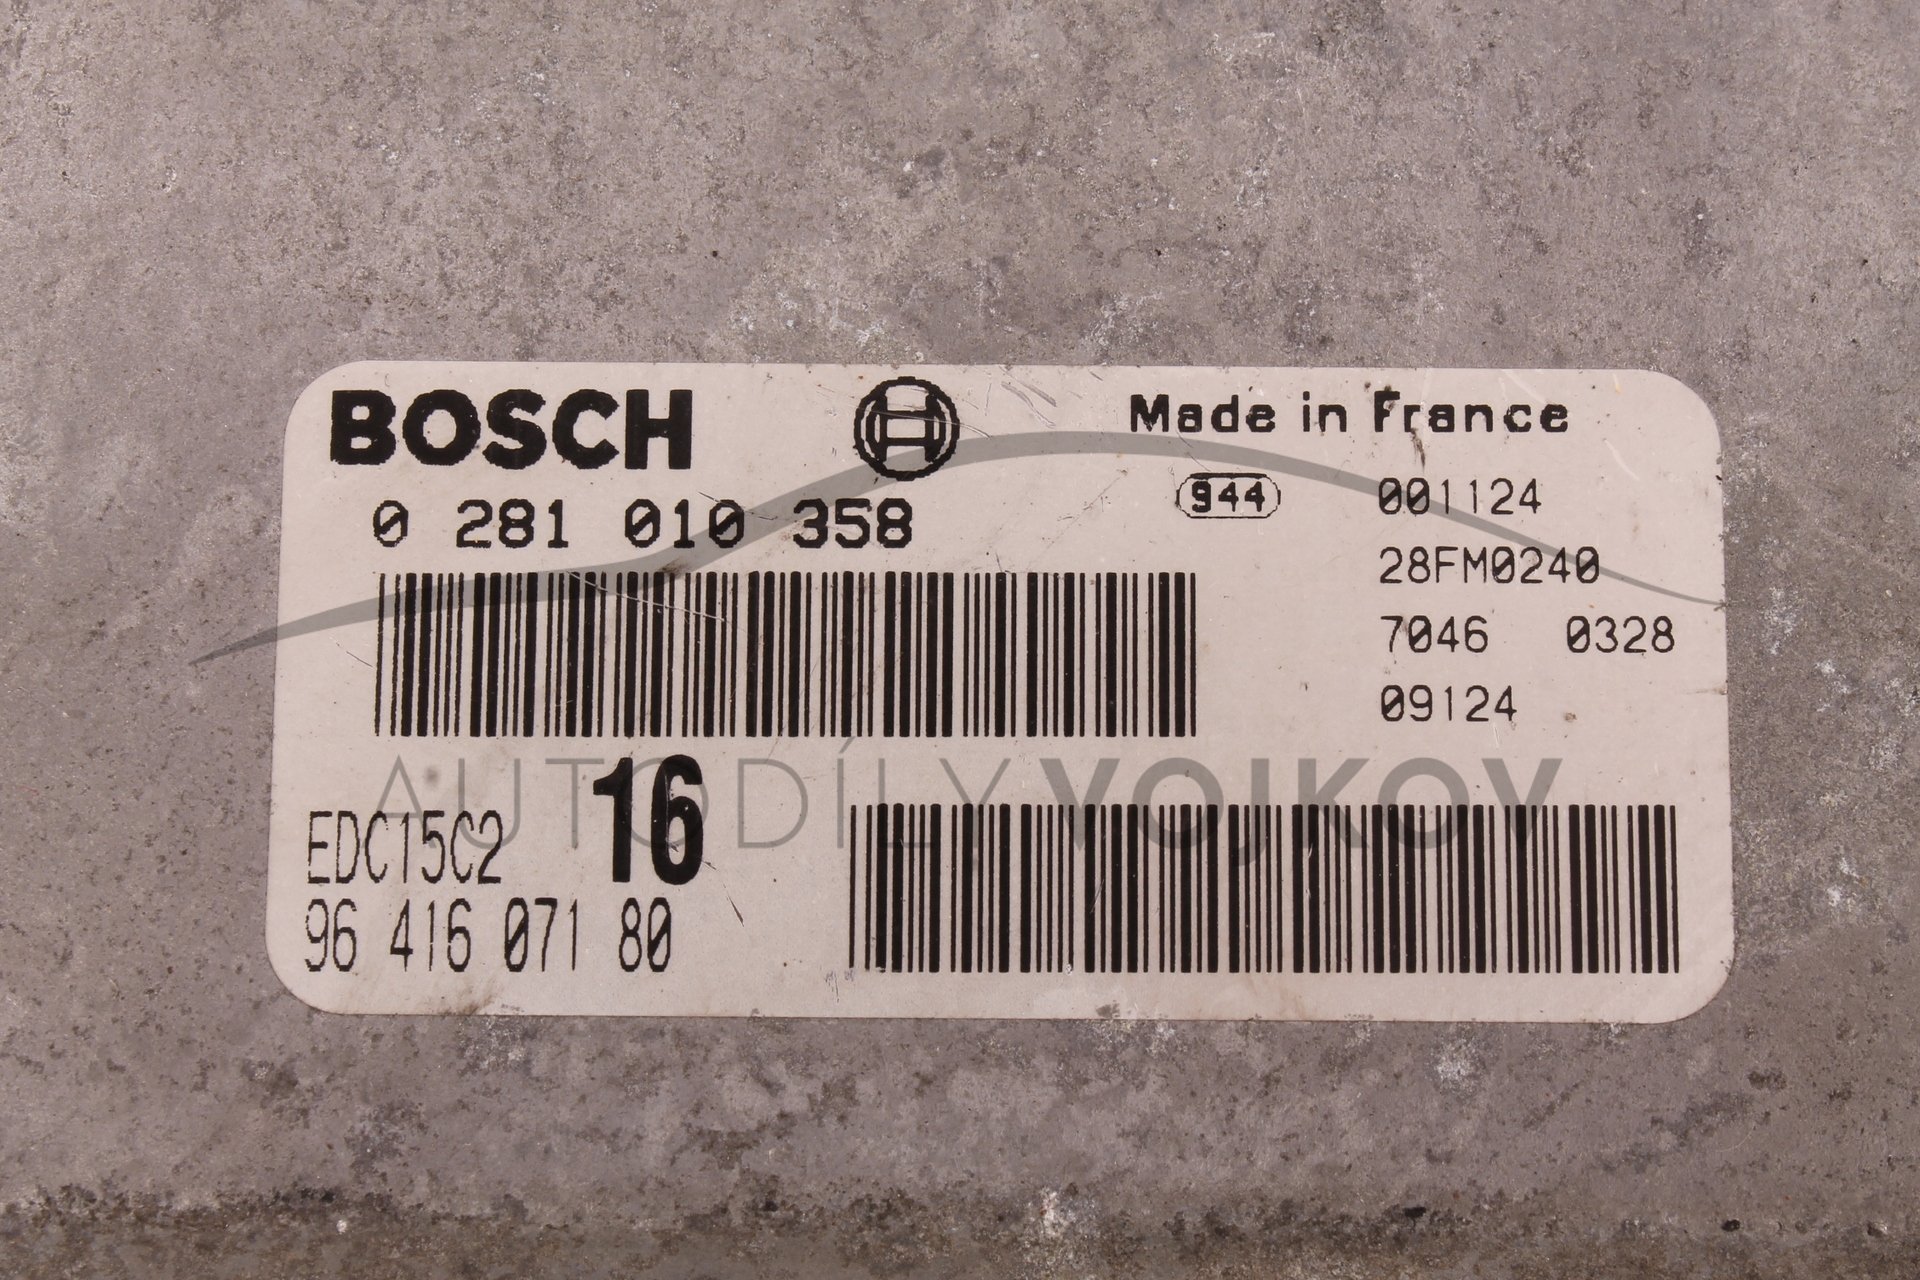 BOSCH
Made in France
0 281 010 358
944
001124
28FM0240
7046 0328
09124
AUTODÍLY VOJKOV
16
EDC15C2
96 416 071 80